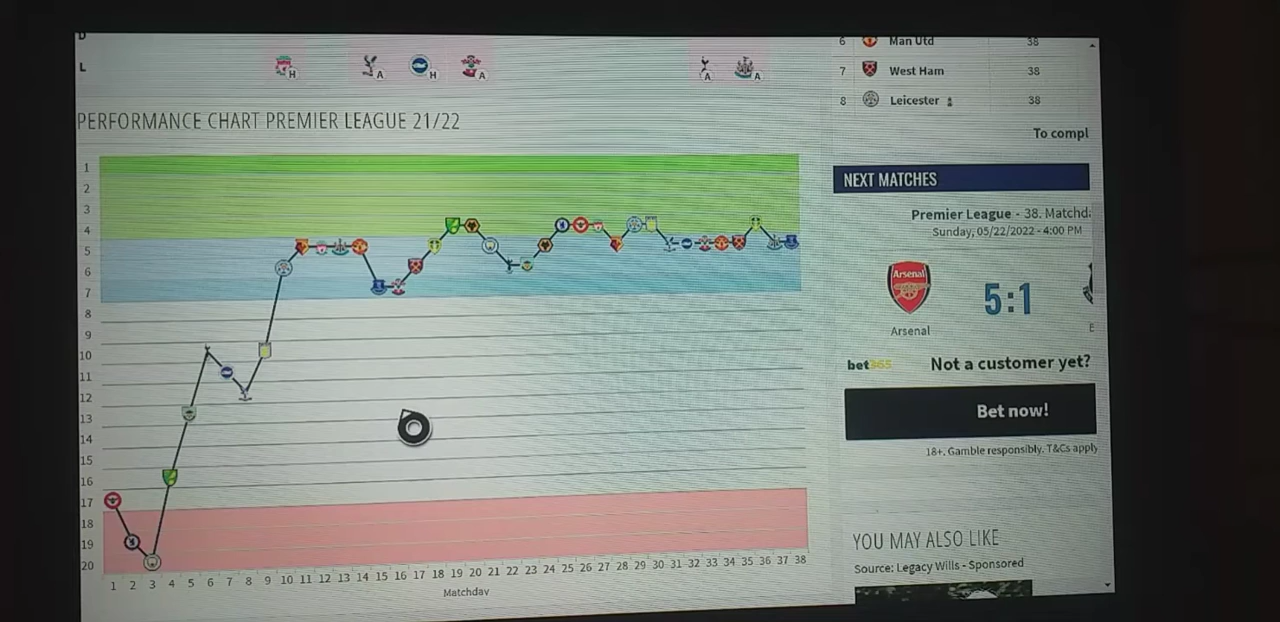 L
H
A
H
A
A
A
PERFORMANCE CHART PREMIER LEAGUE 21/22
1
2
3
4
5
6
7
8
9
10
11
12
13
14
15
16
17
18
19
20
1 2 3 4 5 6 7 8 9 10 11 12 13 14 15 16 17 18 19 20 21 22 23 24 25 26 27 28 29 30 31 32 33 34 35 36 37 38
Matchday
6 Man Utd 38
7 West Ham 38
8 Leicester 38
To compl
NEXT MATCHES
Premier League - 38. Matchd
Sunday, 05/22/2022 - 4:00 PM
Arsenal
5:1
Arsenal
E
bet365 Not a customer yet?
Bet now!
18+. Gamble responsibly. T&Cs apply
YOU MAY ALSO LIKE
Source: Legacy Wills - Sponsored